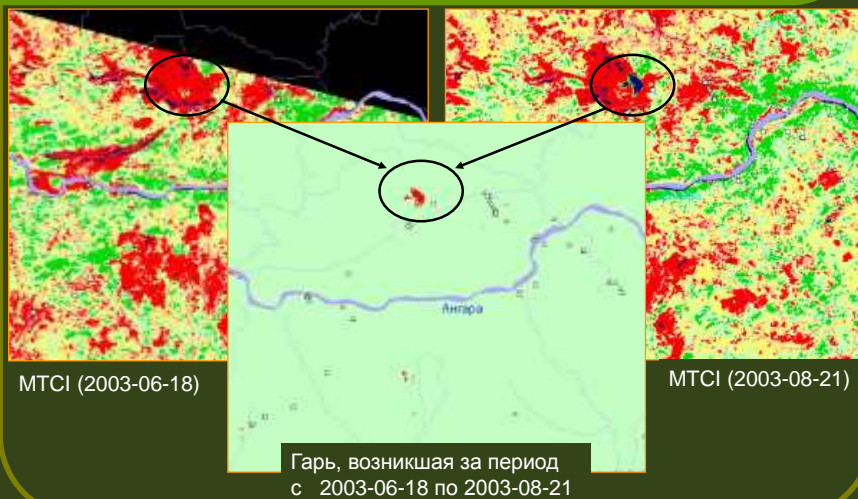 Ангара
MTCI (2003-06-18)
MTCI (2003-08-21)
Гарь, возникшая за период
с 2003-06-18 по 2003-08-21